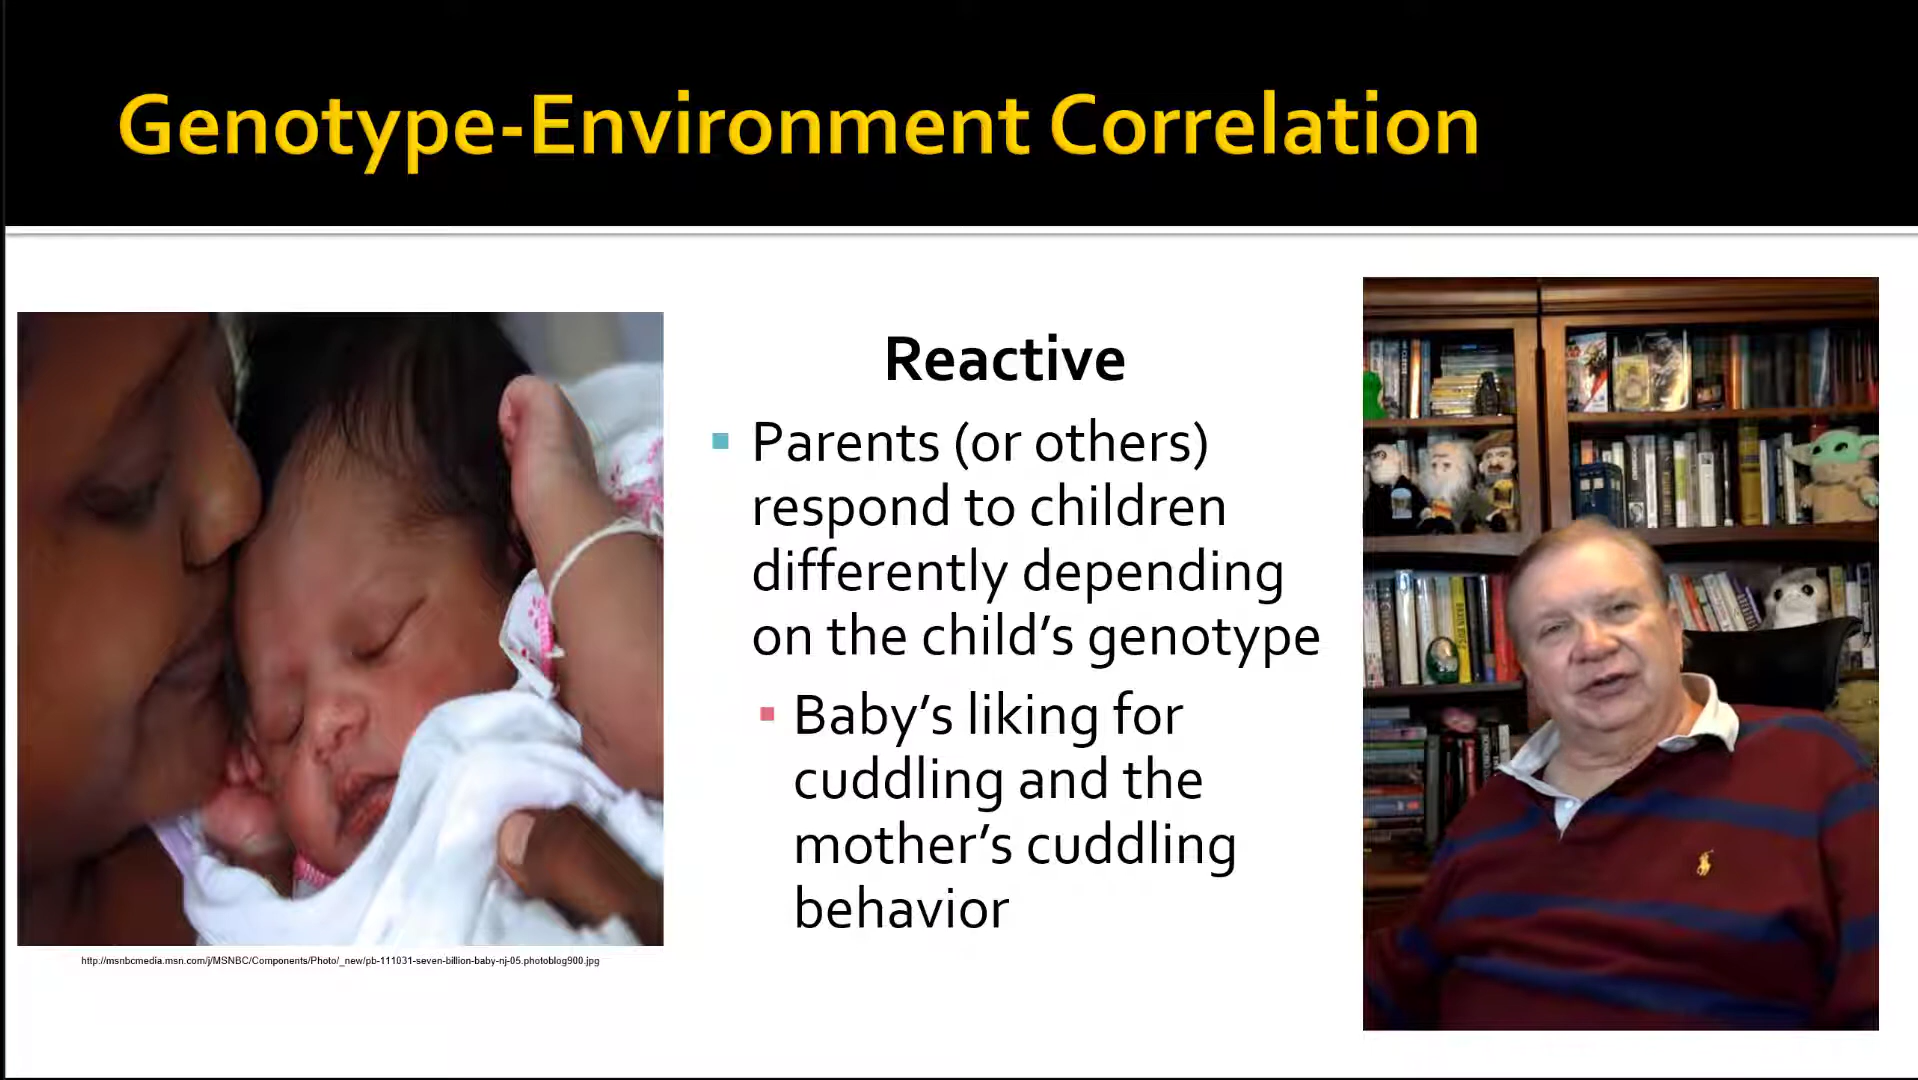 Genotype-Environment Correlation
Reactive
Parents (or others)
respond to children
differently depending
on the child’s genotype
Baby’s liking for
cuddling and the
mother’s cuddling
behavior
http://msnbcmedia.msn.com/j/MSNBC/Components/Photo/_new/pb-111031-seven-billion-baby-nj-05.photoblog900.jpg